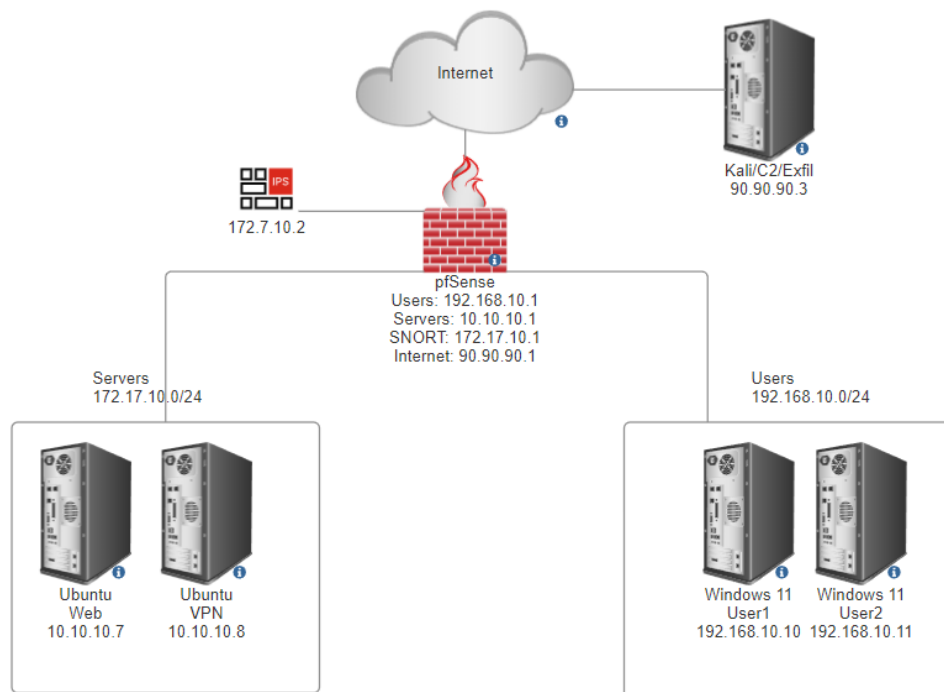 Internet
Kali/C2/Exfil
90.90.90.3
IPS
172.7.10.2
pfSense
Users: 192.168.10.1
Servers: 10.10.10.1
SNORT: 172.17.10.1
Internet: 90.90.90.1
Servers
172.17.10.0/24
Users
192.168.10.0/24
Ubuntu
Web
10.10.10.7
Ubuntu
VPN
10.10.10.8
Windows 11
User1
192.168.10.10
Windows 11
User2
192.168.10.11